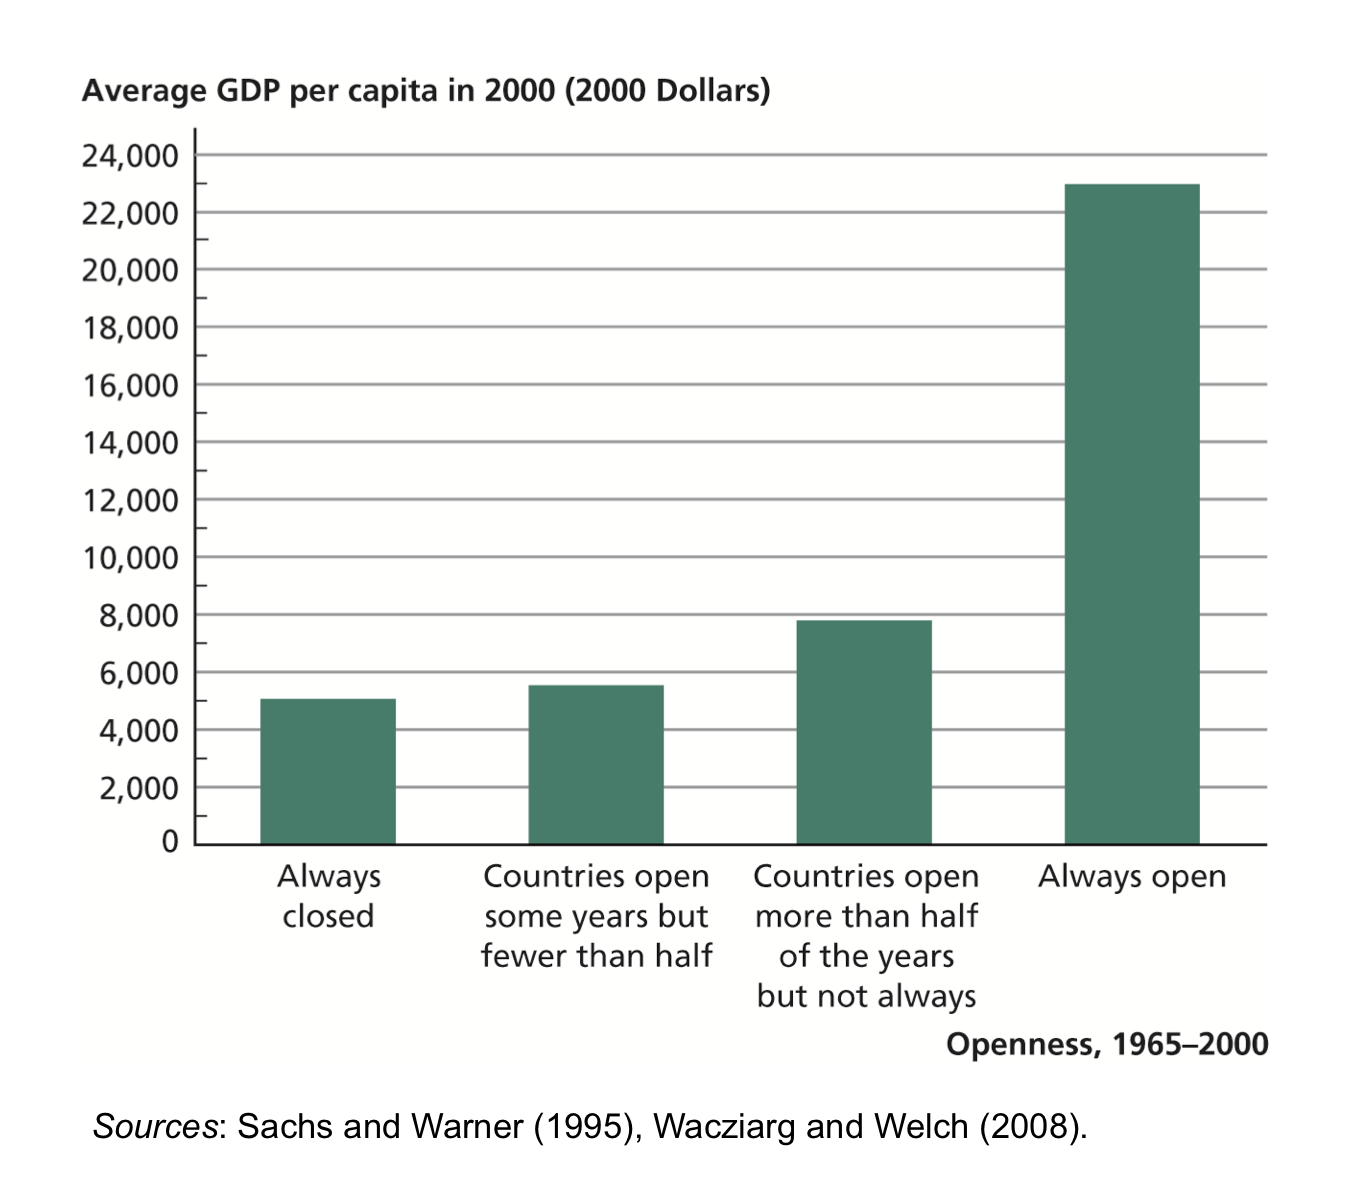 Average GDP per capita in 2000 (2000 Dollars)
24,000
22,000
20,000
18,000
16,000
14,000
12,000
10,000
8,000
6,000
4,000
2,000
0
Always
closed
Countries open
some years but
fewer than half
Countries open
more than half
of the years
but not always
Always open
Openness, 1965–2000
Sources: Sachs and Warner (1995), Wacziarg and Welch (2008).